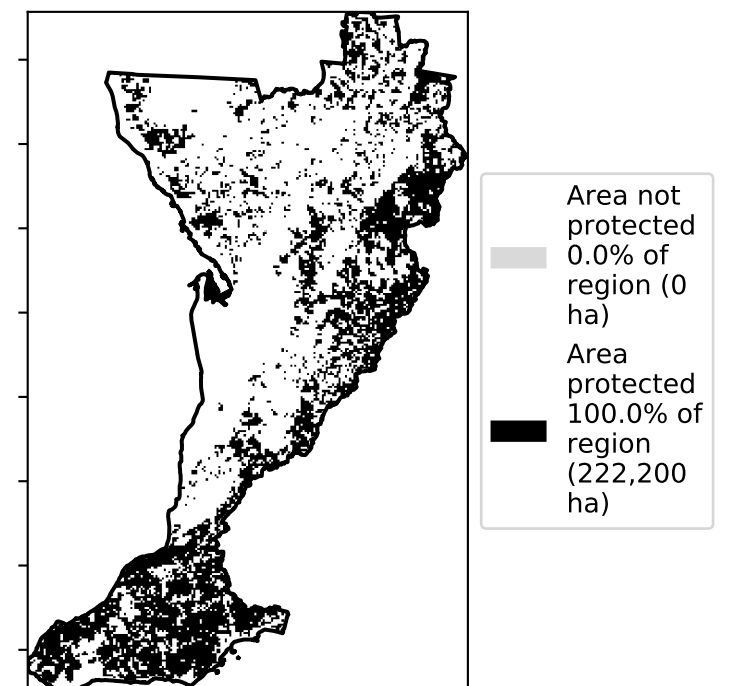 Area not
protected
0.0% of
region (0
ha)
Area
protected
100.0% of
region
(222,200
ha)